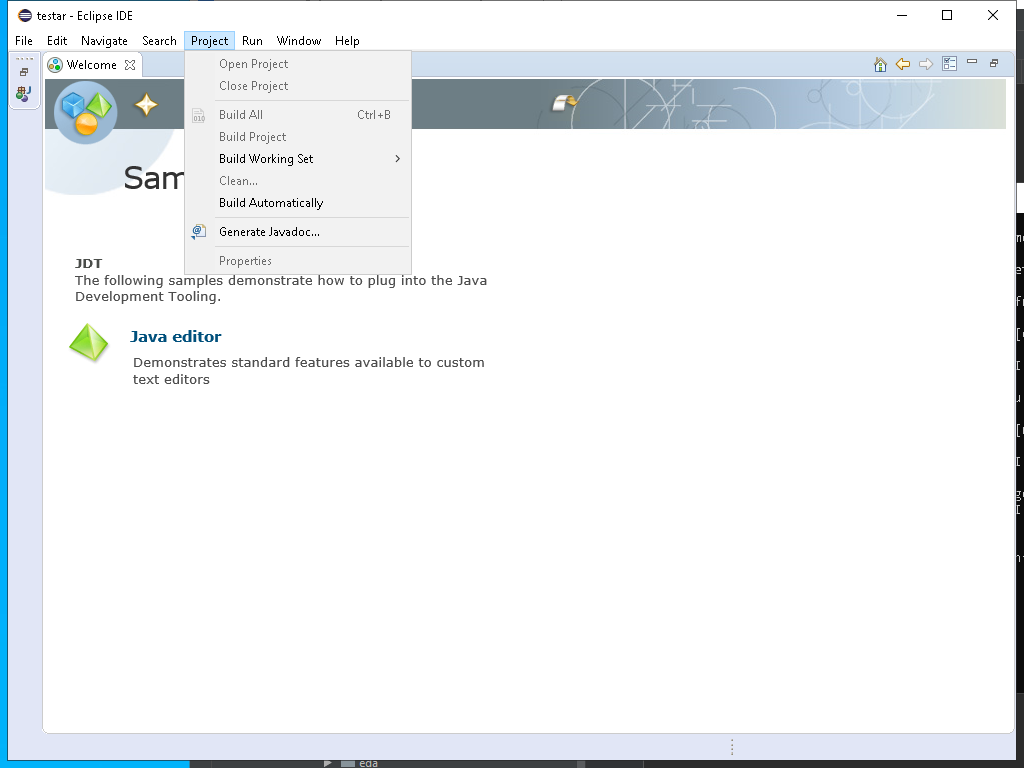 testar - Eclipse IDE
File Edit Navigate Search Project Run Window Help
Welcome
Open Project
Close Project
Build All Ctrl+B
Build Project
Build Working Set
Clean...
Build Automatically
Generate Javadoc...
Properties
JDT
The following samples demonstrate how to plug into the Java
Development Tooling.
Java editor
Demonstrates standard features available to custom
text editors
eda